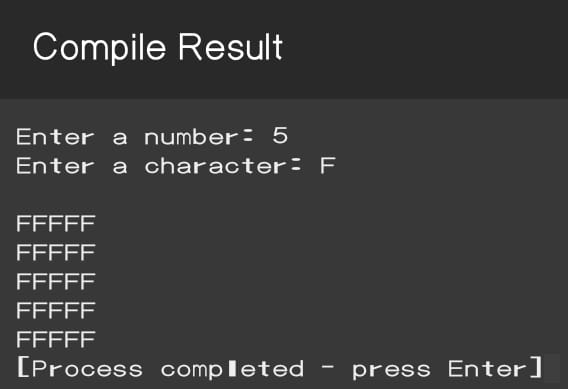 Compile Result
Enter a number: 5
Enter a character: F
FFFFF
FFFFF
FFFFF
FFFFF
FFFFF
[Process completed - press Enter]